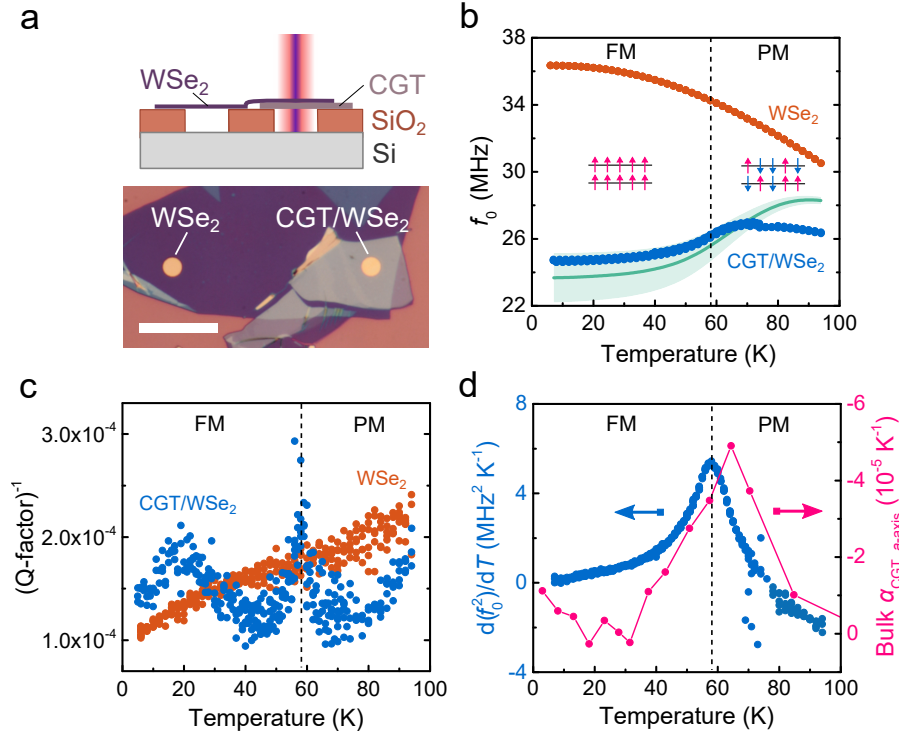 a
WSe₂
CGT
SiO₂
Si
WSe₂
CGT/WSe₂
b
FM
PM
WSe₂
CGT/WSe₂
f₀ (MHz)
38
34
30
26
22
0
20
40
60
80
100
Temperature (K)
c
FM
PM
CGT/WSe₂
WSe₂
(Q-factor)⁻¹
3.0x10⁻⁴
2.0x10⁻⁴
1.0x10⁻⁴
0
20
40
60
80
100
Temperature (K)
d
FM
PM
d(f₀²)/dT (MHz² K⁻¹)
8
4
0
-4
Bulk α_CGT, a-axis (10⁻⁵ K⁻¹)
-6
-4
-2
0
0
20
40
60
80
100
Temperature (K)